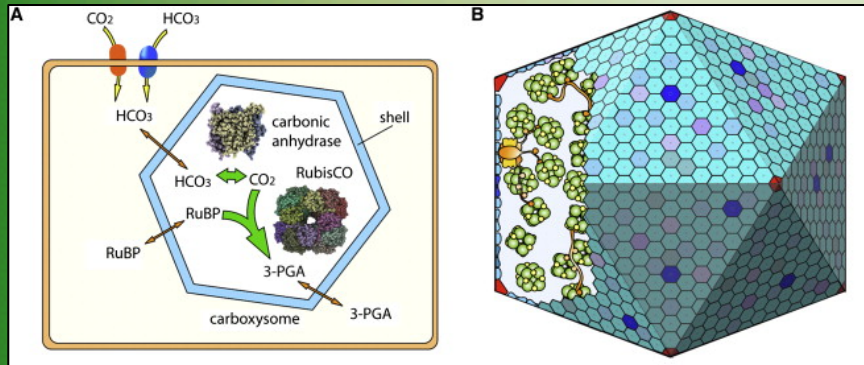 A
CO2
HCO3
HCO3
carbonic
anhydrase
shell
HCO3
CO2
RubisCO
RuBP
RuBP
3-PGA
carboxysome
3-PGA
B